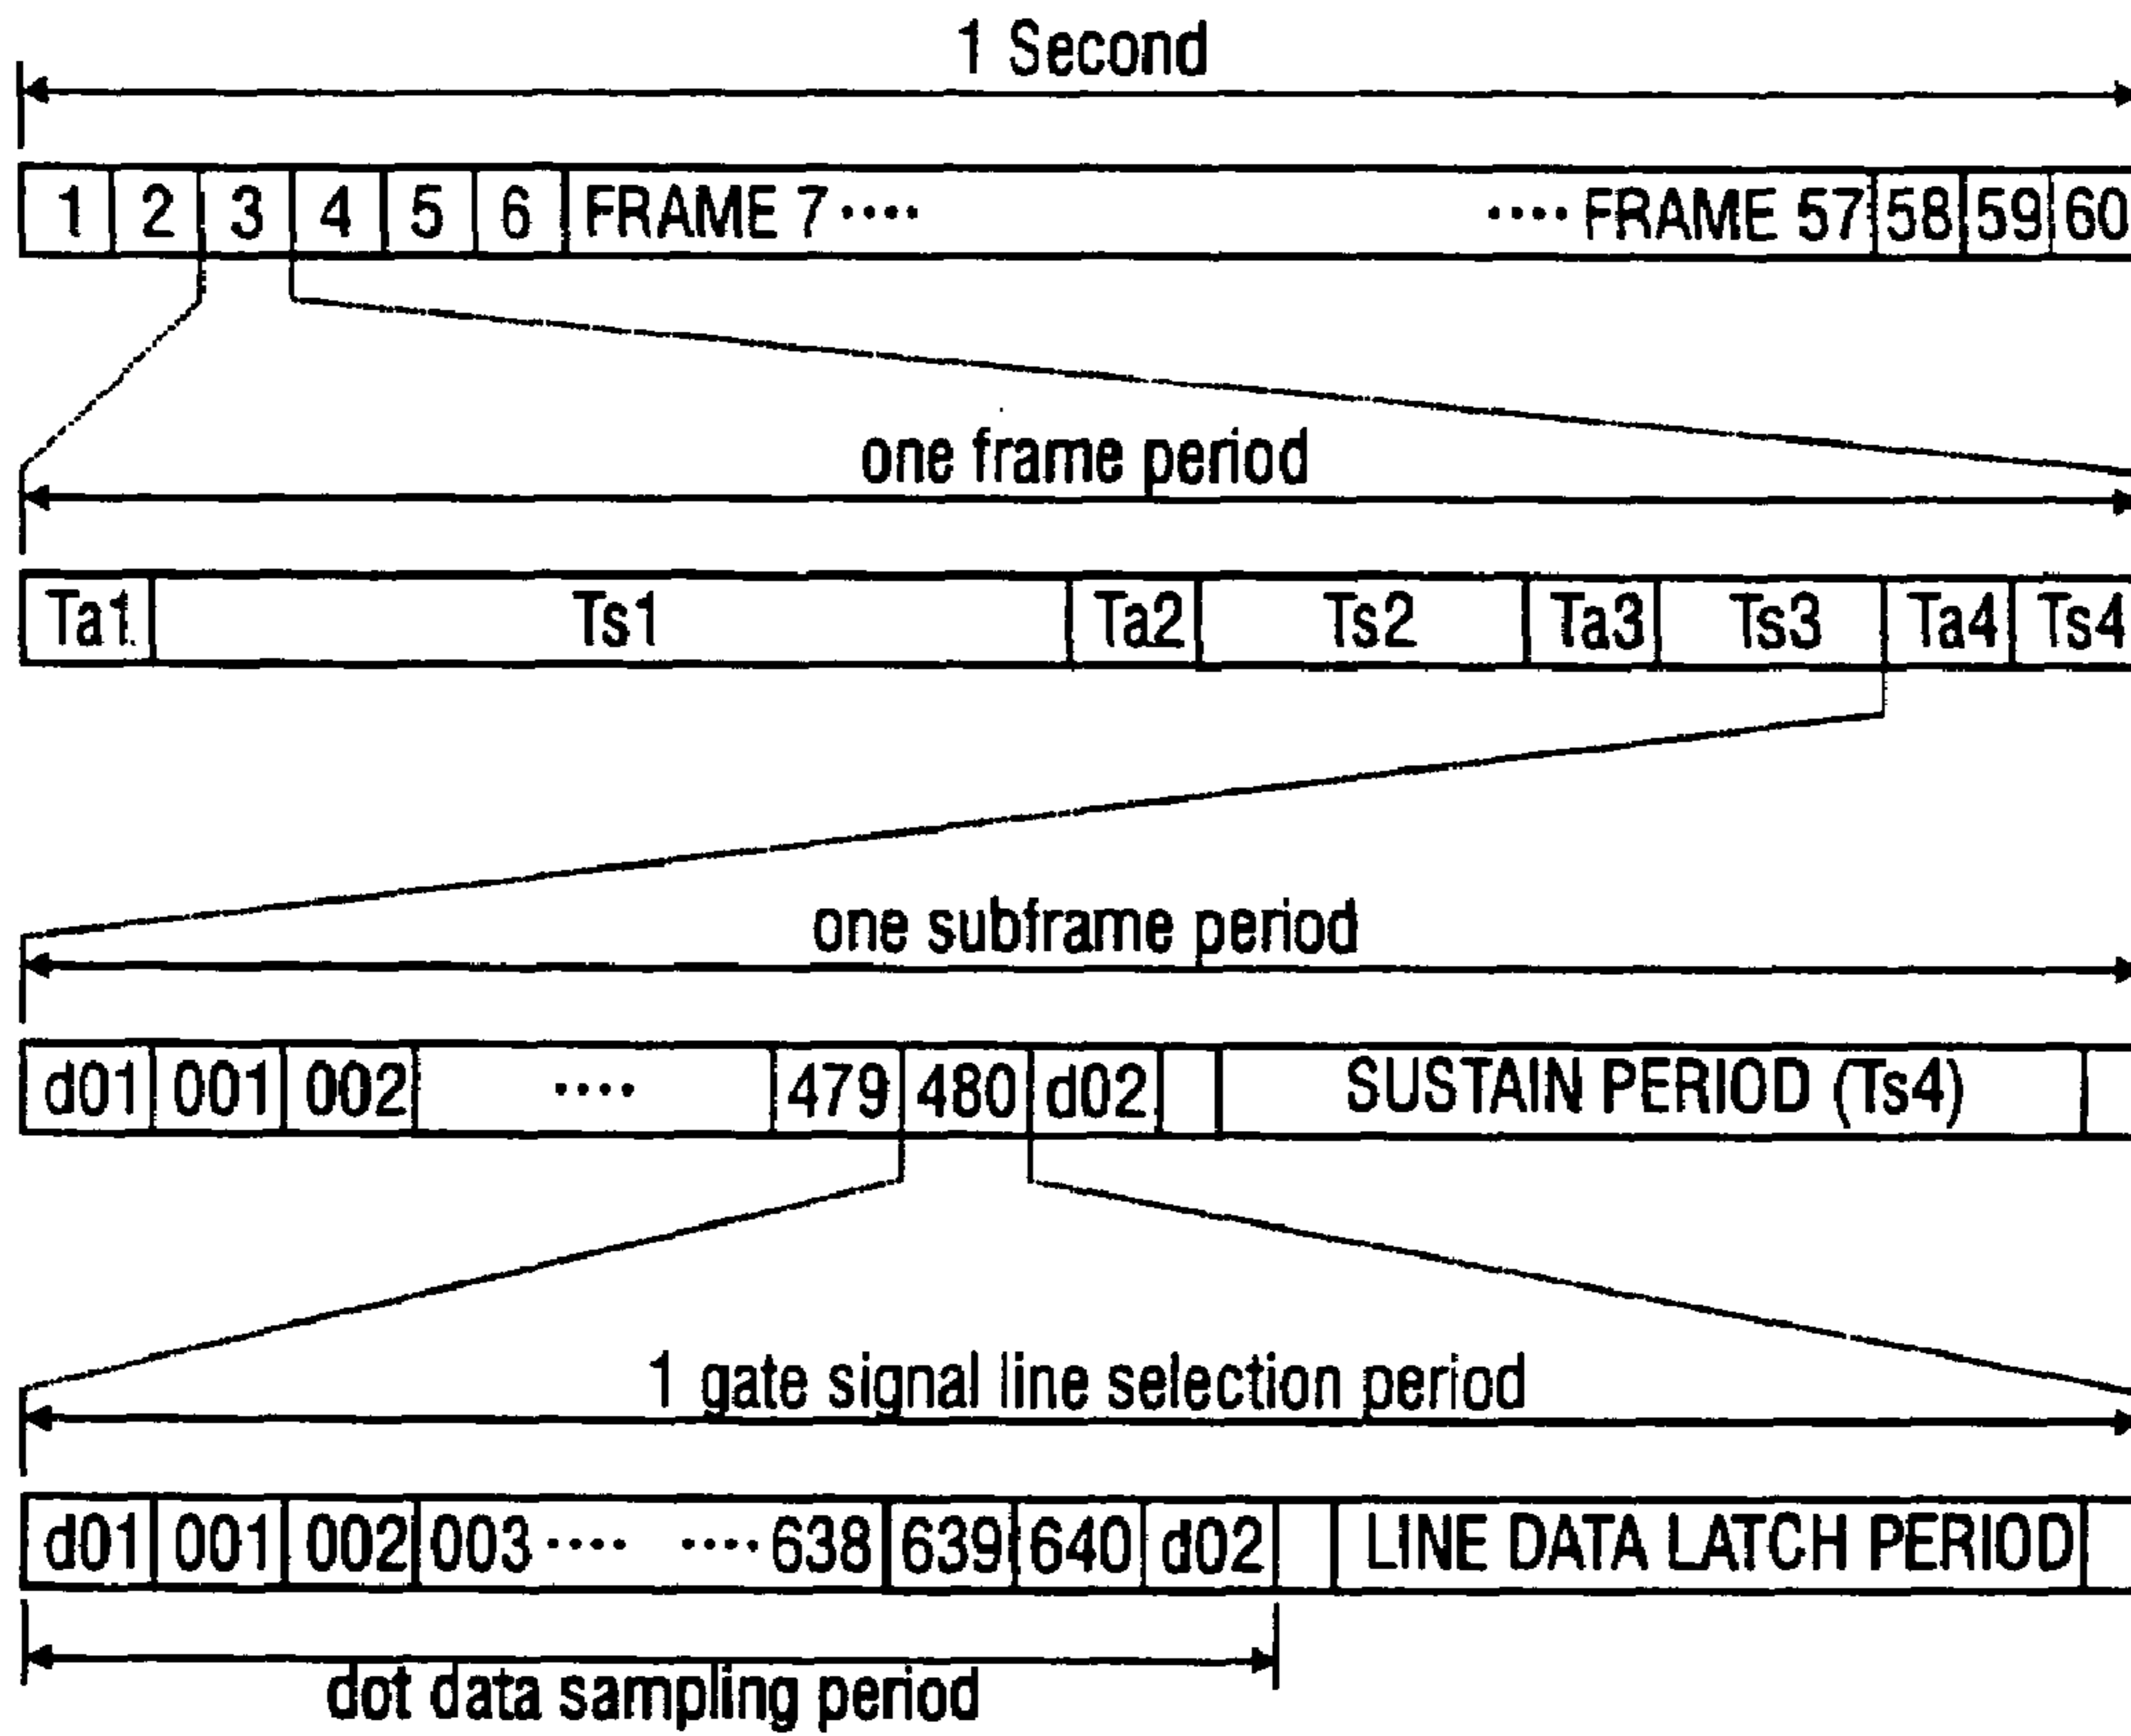 1 Second
1 2 3 4 5 6 FRAME 7 ···· ···· FRAME 57 58 59 60
one frame period
Ta1 Ts1 Ta2 Ts2 Ta3 Ts3 Ta4 Ts4
one subframe period
d01 001 002 ···· 479 480 d02 SUSTAIN PERIOD (Ts4)
1 gate signal line selection period
d01 001 002 003 ···· ···· 638 639 640 d02 LINE DATA LATCH PERIOD
dot data sampling period